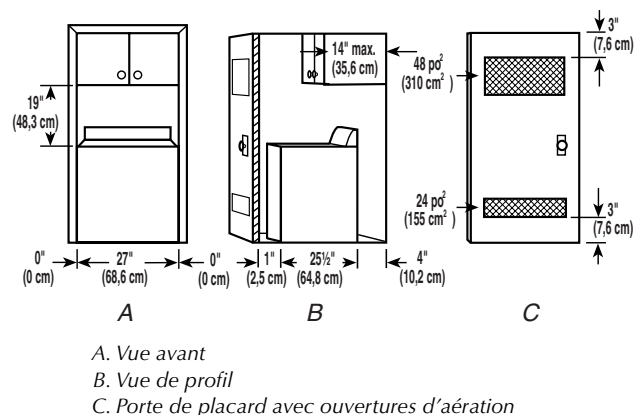 3"
(7,6 cm)
14" max.
(35,6 cm)
48 po²
(310 cm²)
19"
(48,3 cm)
24 po²
(155 cm²)
3"
(7,6 cm)
0"
(0 cm)
27"
(68,6 cm)
0"
(0 cm)
1"
(2,5 cm)
25½"
(64,8 cm)
4"
(10,2 cm)
A
B
C
A. Vue avant
B. Vue de profil
C. Porte de placard avec ouvertures d’aération